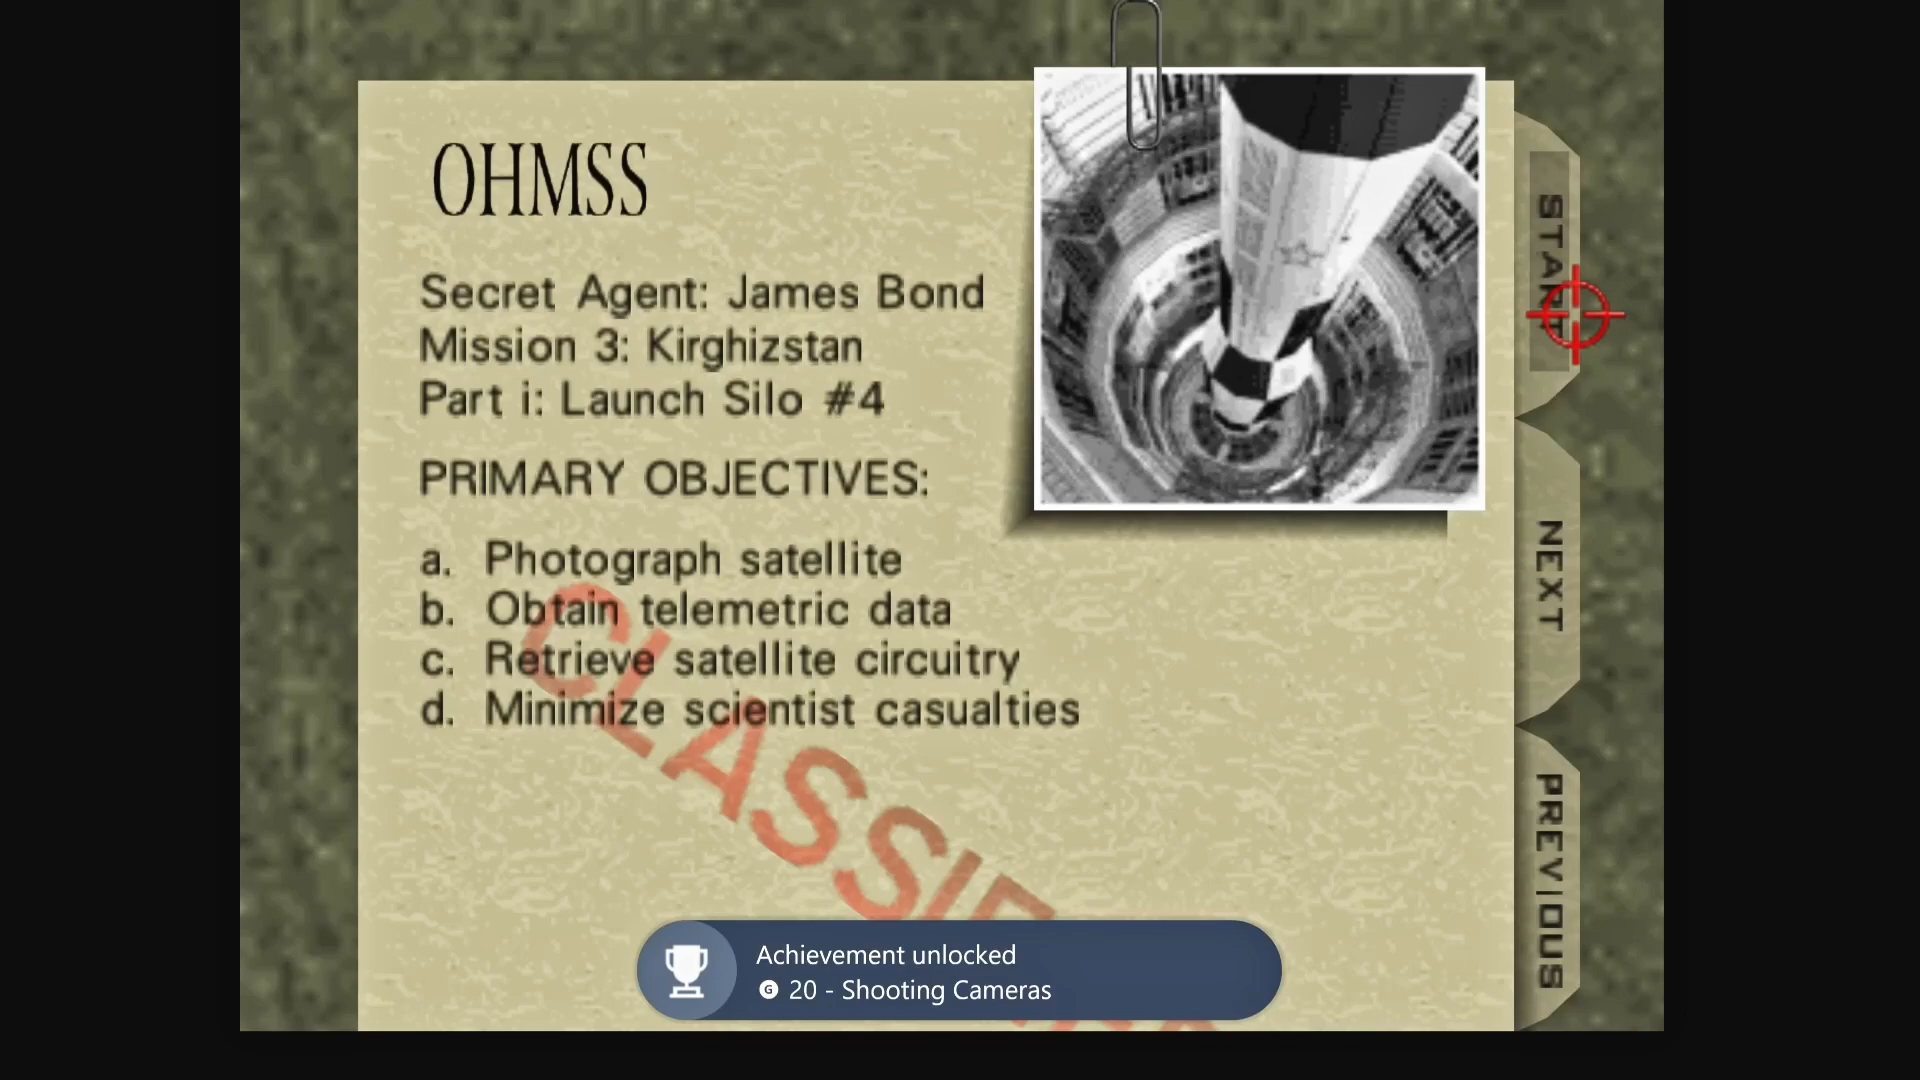 OHMSS
Secret Agent: James Bond
Mission 3: Kirghizstan
Part i: Launch Silo #4
PRIMARY OBJECTIVES:
a. Photograph satellite
b. Obtain telemetric data
c. Retrieve satellite circuitry
d. Minimize scientist casualties
START
NEXT
PREVIOUS
Achievement unlocked
G 20 - Shooting Cameras